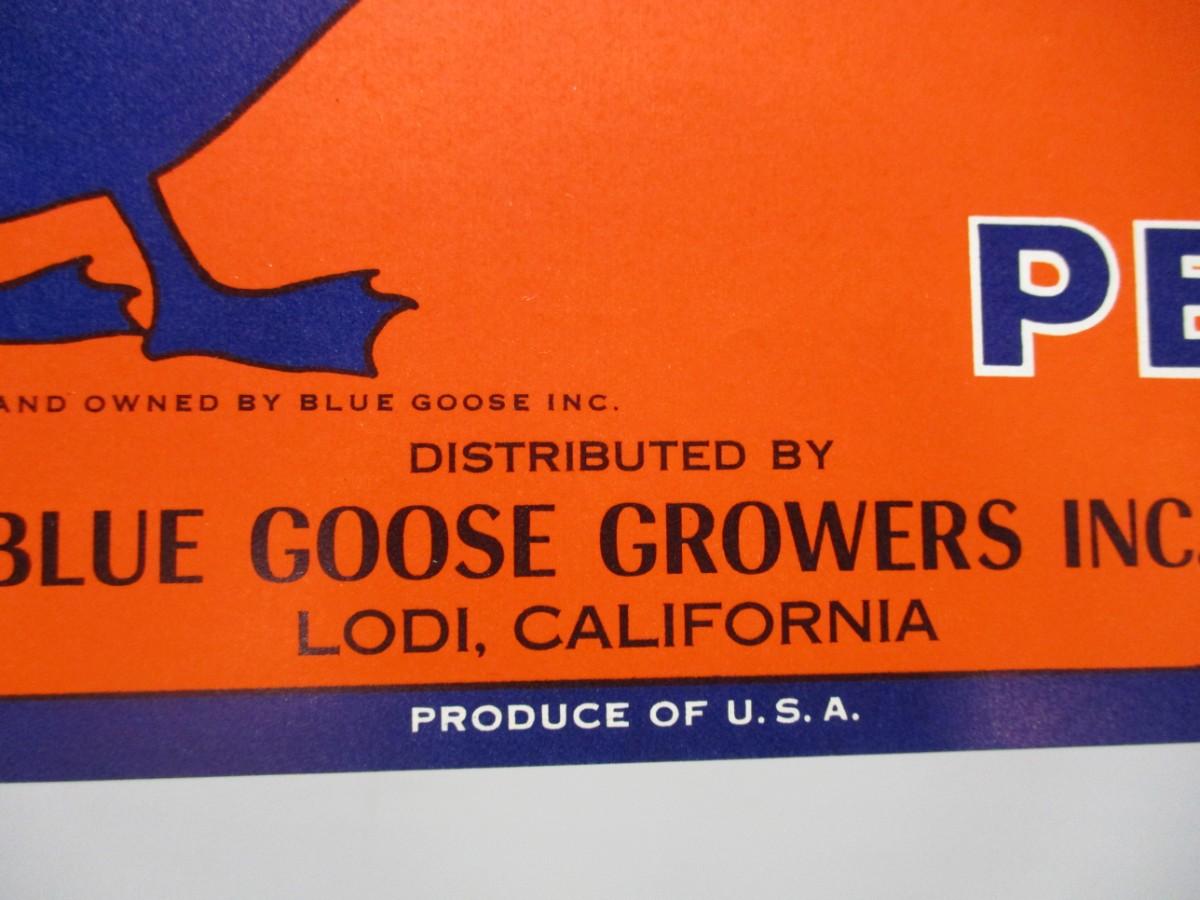 PE
AND OWNED BY BLUE GOOSE INC.
DISTRIBUTED BY
BLUE GOOSE GROWERS INC.
LODI, CALIFORNIA
PRODUCE OF U.S.A.